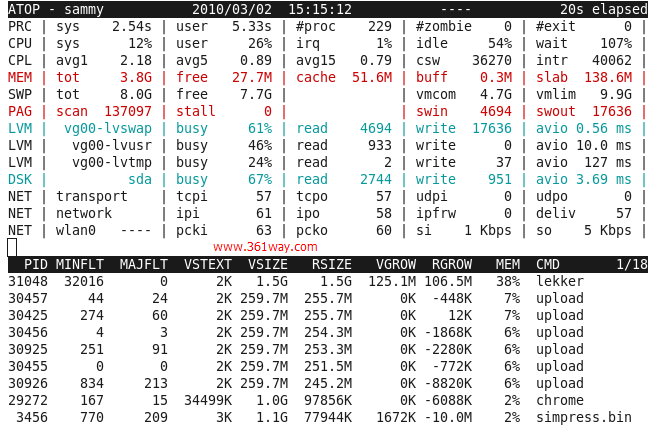 ATOP - sammy 2010/03/02 15:15:12 ---- 20s elapsed
PRC | sys 2.54s | user 5.33s | #proc 229 | #zombie 0 | #exit 0 |
CPU | sys 12% | user 26% | irq 1% | idle 54% | wait 107% |
CPL | avg1 2.18 | avg5 0.89 | avg15 0.79 | csw 36270 | intr 40062 |
MEM | tot 3.8G | free 27.7M | cache 51.6M | buff 0.3M | slab 138.6M |
SWP | tot 8.0G | free 7.7G | | vmcom 4.7G | vmlim 9.9G |
PAG | scan 137097 | stall 0 | | swin 4694 | swout 17636 |
LVM | vg00-lvswap | busy 61% | read 4694 | write 17636 | avio 0.56 ms |
LVM | vg00-lvusr | busy 46% | read 933 | write 0 | avio 10.0 ms |
LVM | vg00-lvtmp | busy 24% | read 2 | write 37 | avio 127 ms |
DSK | sda | busy 67% | read 2744 | write 951 | avio 3.69 ms |
NET | transport | tcpi 57 | tcpo 57 | udpi 0 | udpo 0 |
NET | network | ipi 61 | ipo 58 | ipfrw 0 | deliv 57 |
NET | wlan0 ---- | pcki 63 | pcko 60 | si 1 Kbps | so 5 Kbps |
www.361way.com
PID MINFLT MAJFLT VSTEXT VSIZE RSIZE VGROW RGROW MEM CMD 1/18
31048 32016 0 2K 1.5G 1.5G 125.1M 106.5M 38% lekker
30457 44 24 2K 259.7M 255.7M 0K -448K 7% upload
30425 274 60 2K 259.7M 255.7M 0K 12K 7% upload
30456 4 3 2K 259.7M 254.3M 0K -1868K 6% upload
30925 251 91 2K 259.7M 253.3M 0K -2280K 6% upload
30455 0 0 2K 259.7M 251.5M 0K -772K 6% upload
30926 834 213 2K 259.7M 245.2M 0K -8820K 6% upload
29272 167 15 34499K 1.0G 97856K 0K -6088K 2% chrome
3456 770 209 3K 1.1G 77944K 1672K -10.0M 2% simpress.bin